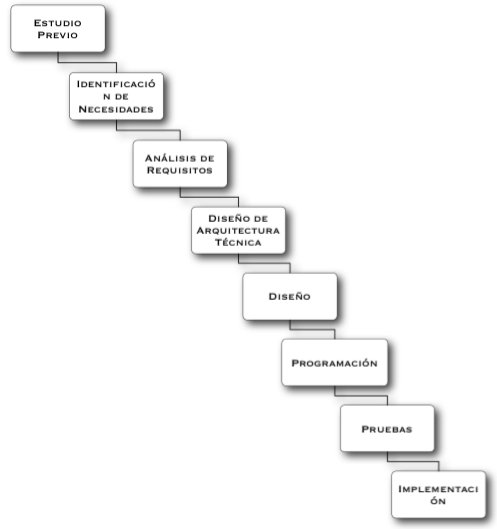 Estudio
Previo
Identificació
n de
Necesidades
Análisis de
Requisitos
Diseño de
Arquitectura
Técnica
Diseño
Programación
Pruebas
Implementaci
ón